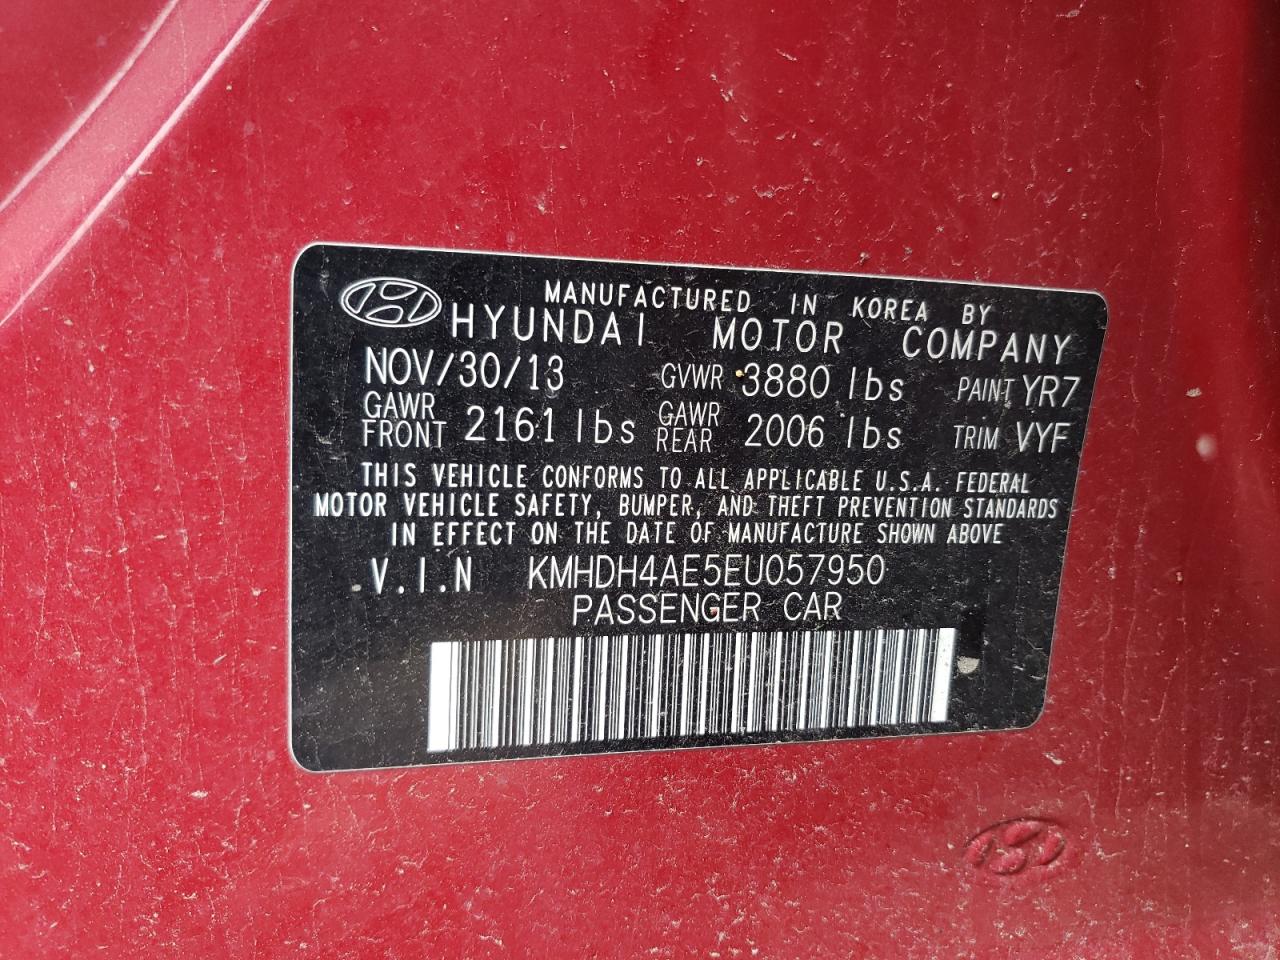 MANUFACTURED IN KOREA BY
HYUNDAI MOTOR COMPANY
NOV/30/13 GVWR 3880 lbs PAINT YR7
GAWR FRONT 2161 lbs GAWR REAR 2006 lbs TRIM VYF
THIS VEHICLE CONFORMS TO ALL APPLICABLE U.S.A. FEDERAL
MOTOR VEHICLE SAFETY, BUMPER, AND THEFT PREVENTION STANDARDS
IN EFFECT ON THE DATE OF MANUFACTURE SHOWN ABOVE
V.I.N KMHDH4AE5EU057950
PASSENGER CAR